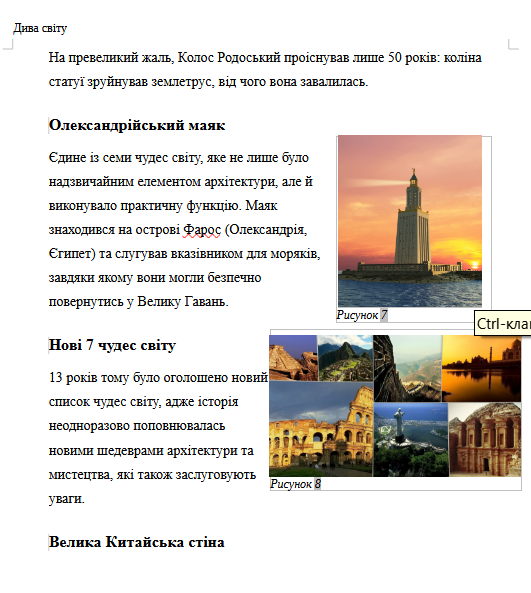 Дива світу
На превеликий жаль, Колос Родоський проіснував лише 50 років: коліна
статуї зруйнував землетрус, від чого вона завалилась.
Олександрійський маяк
Єдине із семи чудес світу, яке не лише було
надзвичайним елементом архітектури, але й
виконувало практичну функцію. Маяк
знаходився на острові Фарос (Олександрія,
Єгипет) та слугував вказівником для моряків,
завдяки якому вони могли безпечно
повернутись у Велику Гавань.
Рисунок 7
Ctrl-кла
Нові 7 чудес світу
13 років тому було оголошено новий
список чудес світу, адже історія
неодноразово поповнювалась
новими шедеврами архітектури та
мистецтва, які також заслуговують
уваги.
Рисунок 8
Велика Китайська стіна